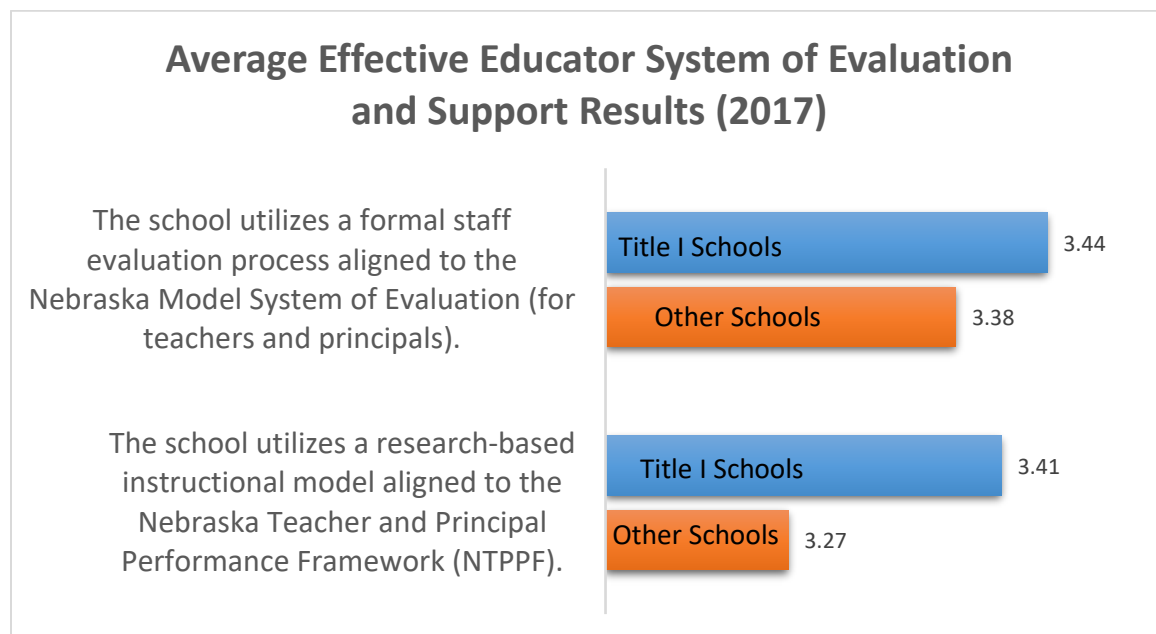 Average Effective Educator System of Evaluation
and Support Results (2017)
The school utilizes a formal staff
evaluation process aligned to the
Nebraska Model System of Evaluation (for
teachers and principals).
Title I Schools
3.44
Other Schools
3.38
The school utilizes a research-based
instructional model aligned to the
Nebraska Teacher and Principal
Performance Framework (NTPPF).
Title I Schools
3.41
Other Schools
3.27